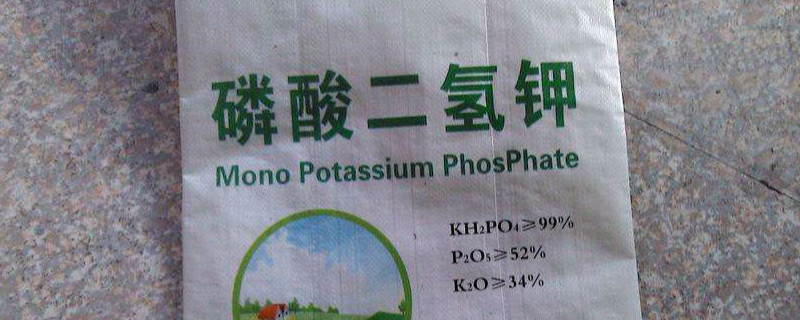 磷酸二氢钾
Mono Potassium PhosPhate
KH₂PO₄≥99%
P₂O₅≥52%
K₂O≥34%